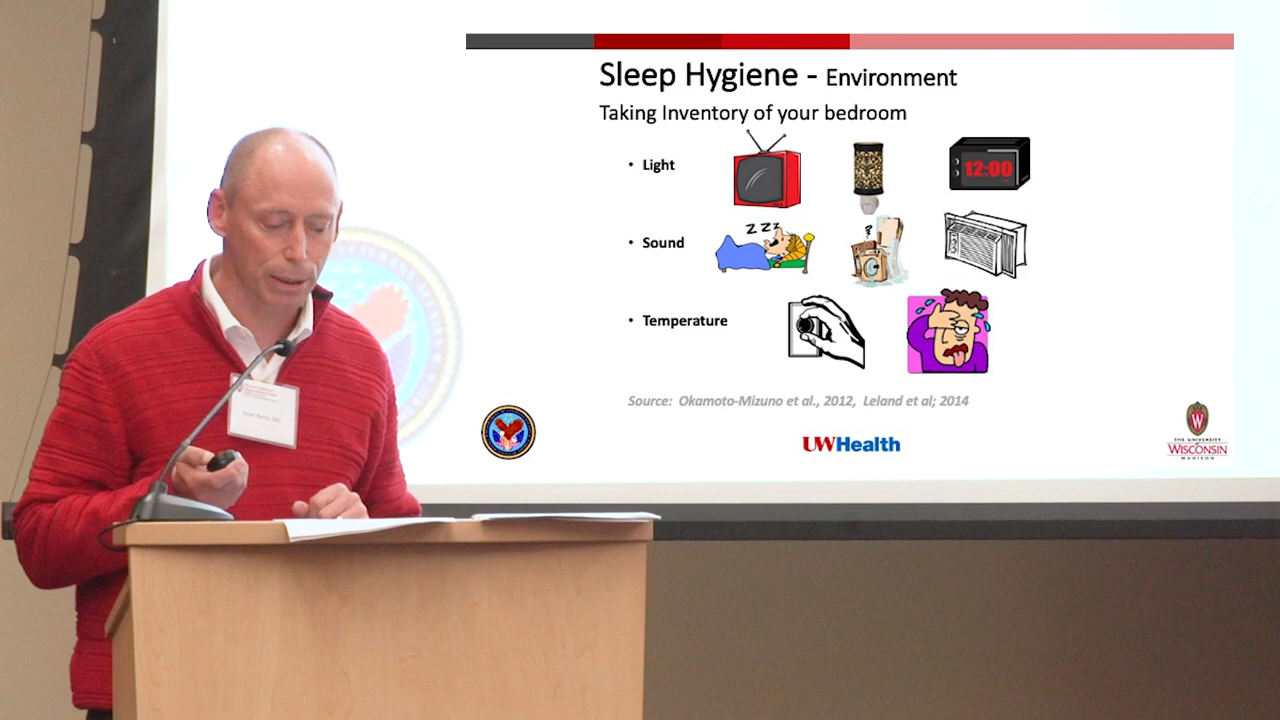 Sleep Hygiene - Environment
Taking Inventory of your bedroom
• Light
12:00
• Sound
z z z
?
• Temperature
Source: Okamoto-Mizuno et al., 2012, Leland et al; 2014
UWHealth
W
THE UNIVERSITY
of
WISCONSIN
MADISON